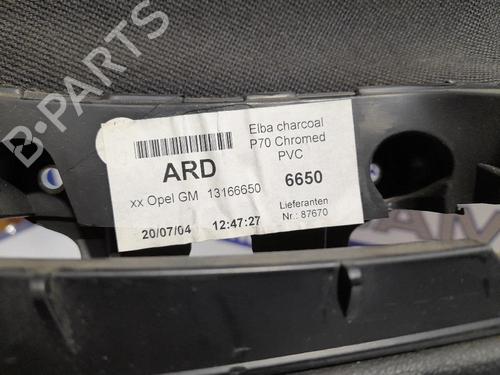 B-PARTS
Elba charcoal
P70 Chromed
PVC
ARD
xx Opel GM 13166650
6650
Lieferanten
Nr.: 87670
20/07/04 12:47:27